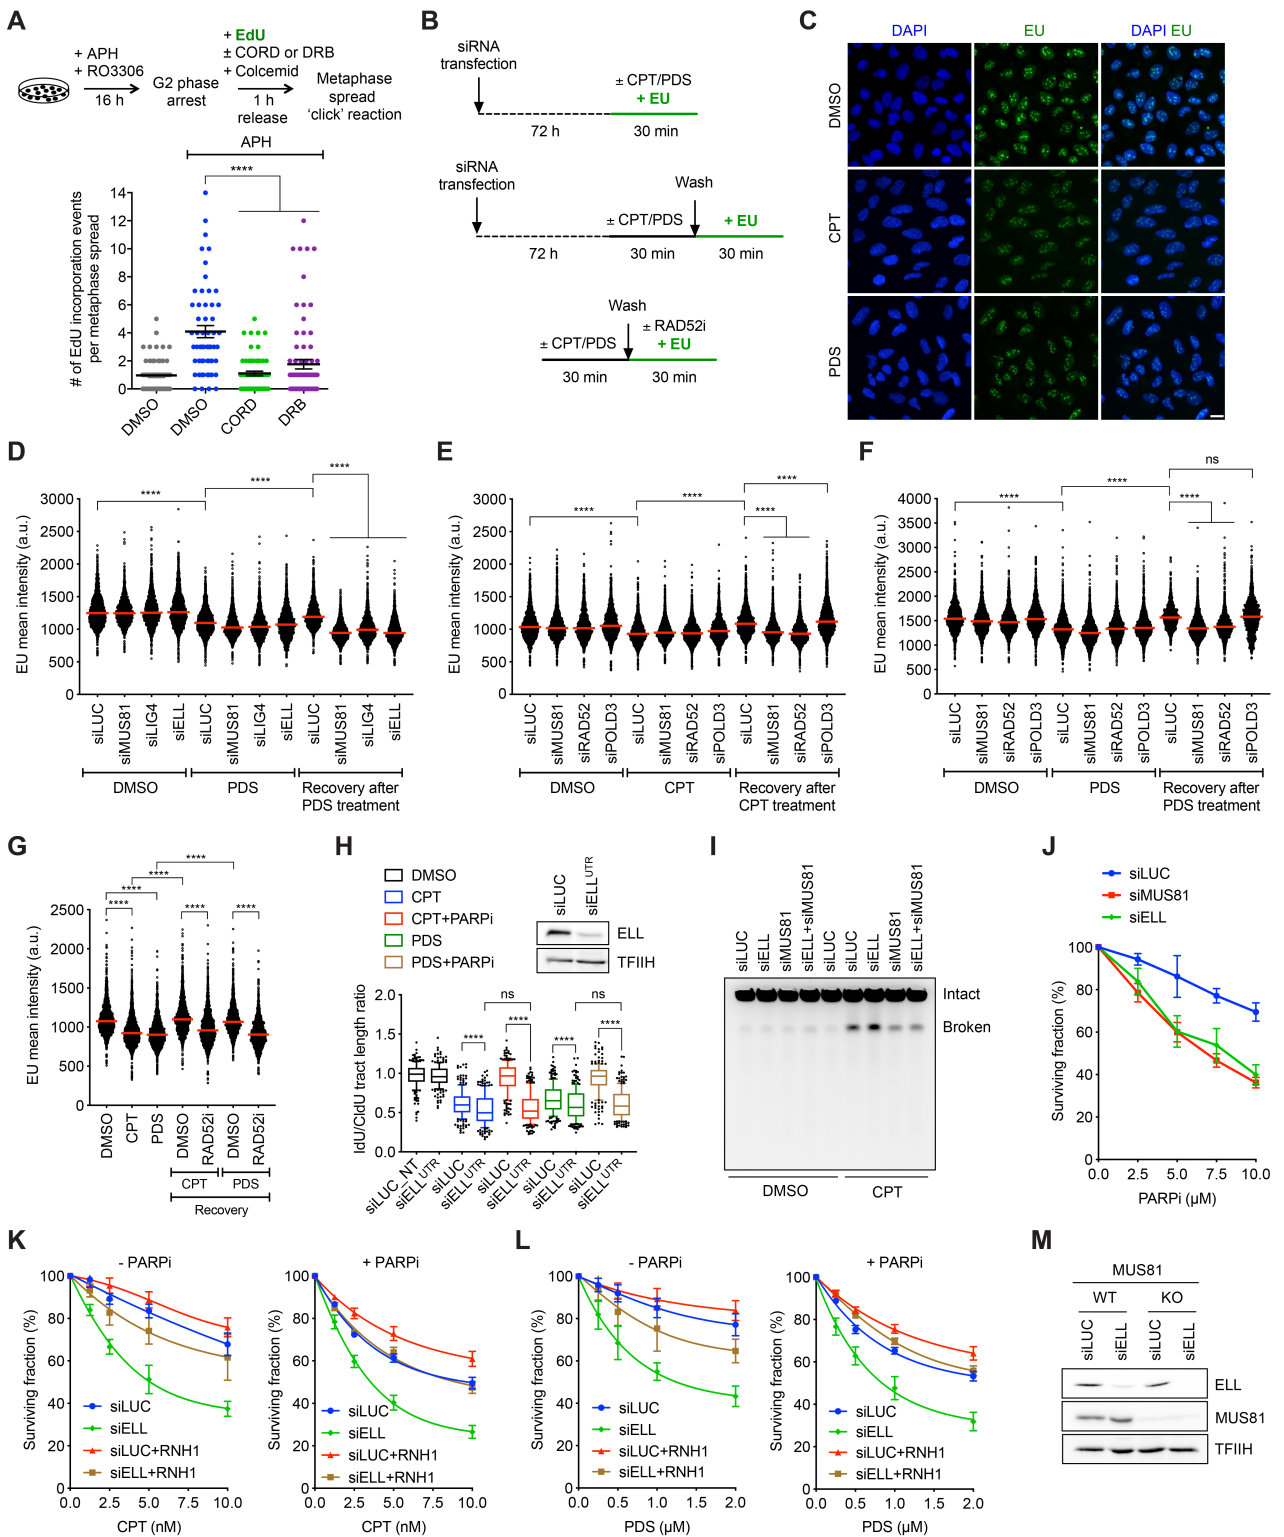 A
+ APH
+ RO3306
16 h
G2 phase
arrest
+ EdU
± CORD or DRB
+ Colcemid
1 h
release
Metaphase
spread
‘click’ reaction
APH
****
# of EdU incorporation events
per metaphase spread
14
12
10
8
6
4
2
0
DMSO
DMSO
CORD
DRB
B
siRNA
transfection
± CPT/PDS
+ EU
72 h
30 min
siRNA
transfection
Wash
± CPT/PDS
+ EU
72 h
30 min
30 min
Wash
± RAD52i
± CPT/PDS
+ EU
30 min
30 min
C
DAPI
EU
DAPI EU
DMSO
CPT
PDS
D
EU mean intensity (a.u.)
3000
2500
2000
1500
1000
500
0
****
****
****
siLUC
siMUS81
siLIG4
siELL
siLUC
siMUS81
siLIG4
siELL
siLUC
siMUS81
siLIG4
siELL
DMSO
PDS
Recovery after
PDS treatment
E
EU mean intensity (a.u.)
3000
2500
2000
1500
1000
500
0
****
****
****
****
siLUC
siMUS81
siRAD52
siPOLD3
siLUC
siMUS81
siRAD52
siPOLD3
siLUC
siMUS81
siRAD52
siPOLD3
DMSO
CPT
Recovery after
CPT treatment
F
EU mean intensity (a.u.)
4000
3500
3000
2500
2000
1500
1000
500
0
****
****
ns
****
siLUC
siMUS81
siRAD52
siPOLD3
siLUC
siMUS81
siRAD52
siPOLD3
siLUC
siMUS81
siRAD52
siPOLD3
DMSO
PDS
Recovery after
PDS treatment
G
EU mean intensity (a.u.)
2500
2000
1500
1000
500
0
****
****
****
****
****
****
DMSO
CPT
PDS
DMSO
RAD52i
DMSO
RAD52i
CPT
PDS
Recovery
H
DMSO
CPT
CPT+PARPi
PDS
PDS+PARPi
siLUC
siELL^UTR
ELL
TFIIH
IdU/CldU tract length ratio
2.0
1.5
1.0
0.5
0.0
ns
ns
****
****
****
****
siLUC_NT
siELL^UTR
siLUC
siELL^UTR
siLUC
siELL^UTR
siLUC
siELL^UTR
siLUC
siELL^UTR
I
siLUC
siELL
siMUS81
siELL+siMUS81
siLUC
siLUC
siELL
siMUS81
siELL+siMUS81
Intact
Broken
DMSO
CPT
J
siLUC
siMUS81
siELL
Surviving fraction (%)
100
80
60
40
20
0
0.0
2.5
5.0
7.5
10.0
PARPi (µM)
K
- PARPi
Surviving fraction (%)
100
80
60
40
20
0
siLUC
siELL
siLUC+RNH1
siELL+RNH1
0.0
2.5
5.0
7.5
10.0
CPT (nM)
+ PARPi
Surviving fraction (%)
100
80
60
40
20
0
siLUC
siELL
siLUC+RNH1
siELL+RNH1
0.0
2.5
5.0
7.5
10.0
CPT (nM)
L
- PARPi
Surviving fraction (%)
100
80
60
40
20
0
siLUC
siELL
siLUC+RNH1
siELL+RNH1
0.0
0.5
1.0
1.5
2.0
PDS (µM)
+ PARPi
Surviving fraction (%)
100
80
60
40
20
0
siLUC
siELL
siLUC+RNH1
siELL+RNH1
0.0
0.5
1.0
1.5
2.0
PDS (µM)
M
MUS81
WT
KO
siLUC
siELL
siLUC
siELL
ELL
MUS81
TFIIH